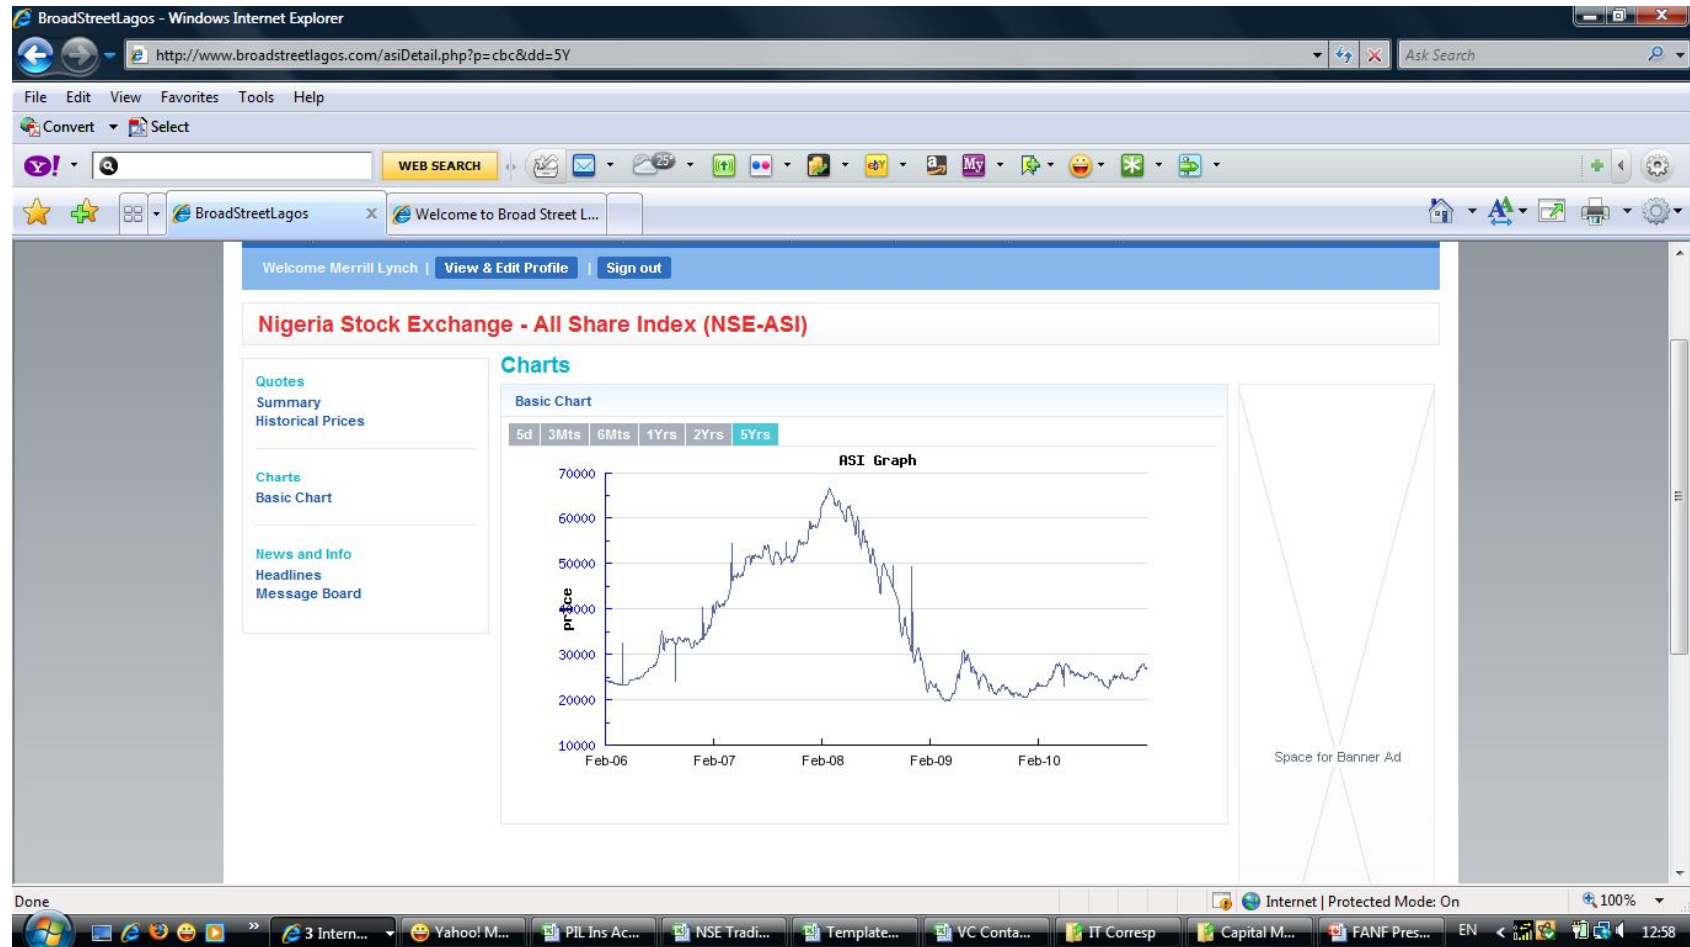 BroadStreetLagos - Windows Internet Explorer
http://www.broadstreetlagos.com/asiDetail.php?p=cbc&dd=5Y
Ask Search
File Edit View Favorites Tools Help
Convert Select
Y! WEB SEARCH 25° ebY a My
BroadStreetLagos x Welcome to Broad Street L...
Welcome Merrill Lynch | View & Edit Profile | Sign out
Nigeria Stock Exchange - All Share Index (NSE-ASI)
Quotes
Summary
Historical Prices
Charts
Basic Chart
News and Info
Headlines
Message Board
Charts
Basic Chart
5d 3Mts 6Mts 1Yrs 2Yrs 5Yrs
ASI Graph
70000
60000
50000
40000
30000
20000
10000
price
Feb-06 Feb-07 Feb-08 Feb-09 Feb-10
Space for Banner Ad
Done
Internet | Protected Mode: On
100%
3 Intern... Yahoo! M... PIL Ins Ac... NSE Tradi... Template... VC Conta... IT Corresp Capital M... FANF Pres... EN 12:58